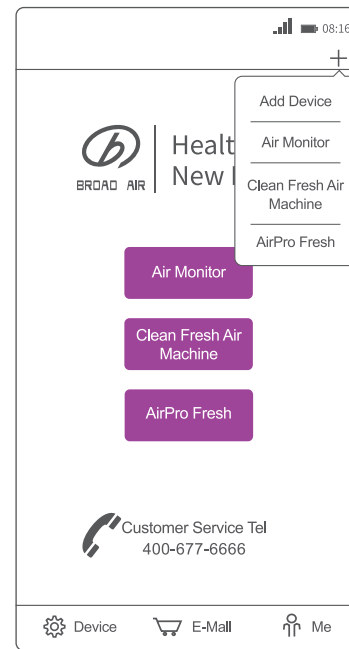 08:16
+
Add Device
Air Monitor
Clean Fresh Air
Machine
AirPro Fresh
BROAD AIR
Healt
New
Air Monitor
Clean Fresh Air
Machine
AirPro Fresh
Customer Service Tel
400-677-6666
Device E-Mall Me